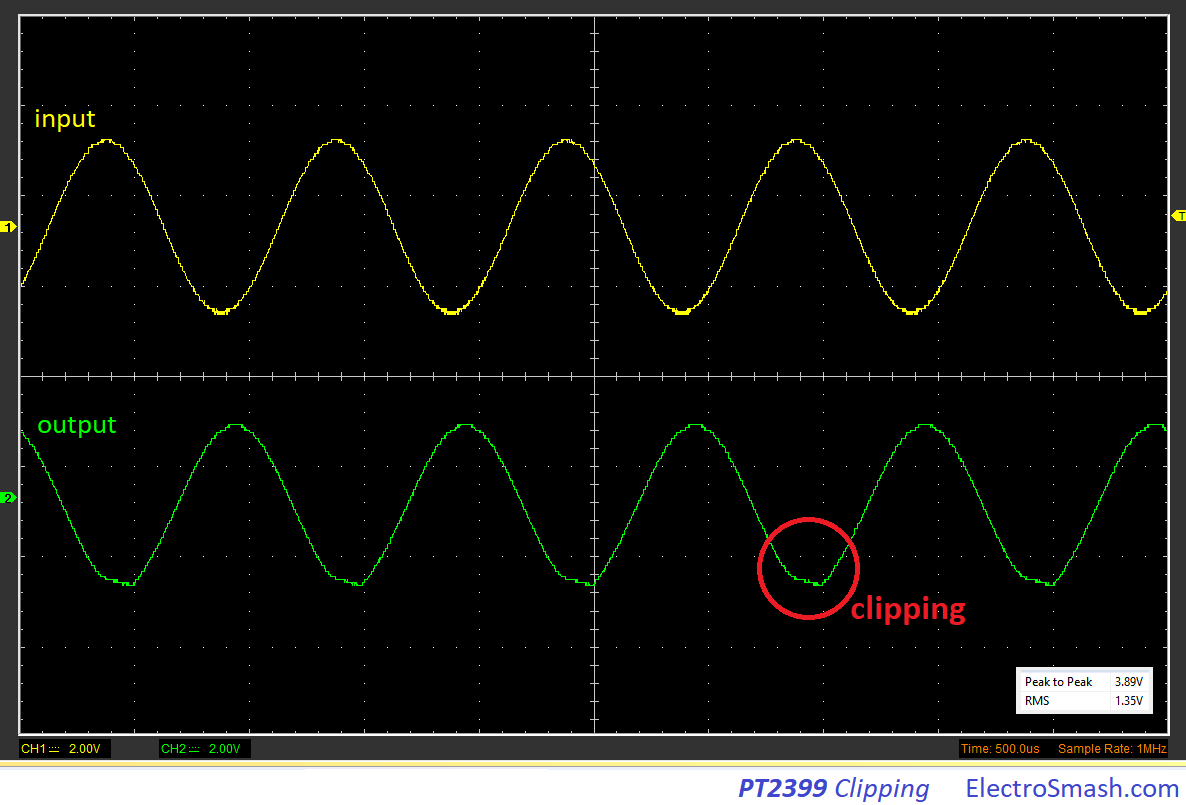 input
1
T
output
2
clipping
Peak to Peak 3.89V
RMS 1.35V
CH1 2.00V CH2 2.00V Time: 500.0us Sample Rate: 1MHz
PT2399 Clipping ElectroSmash.com